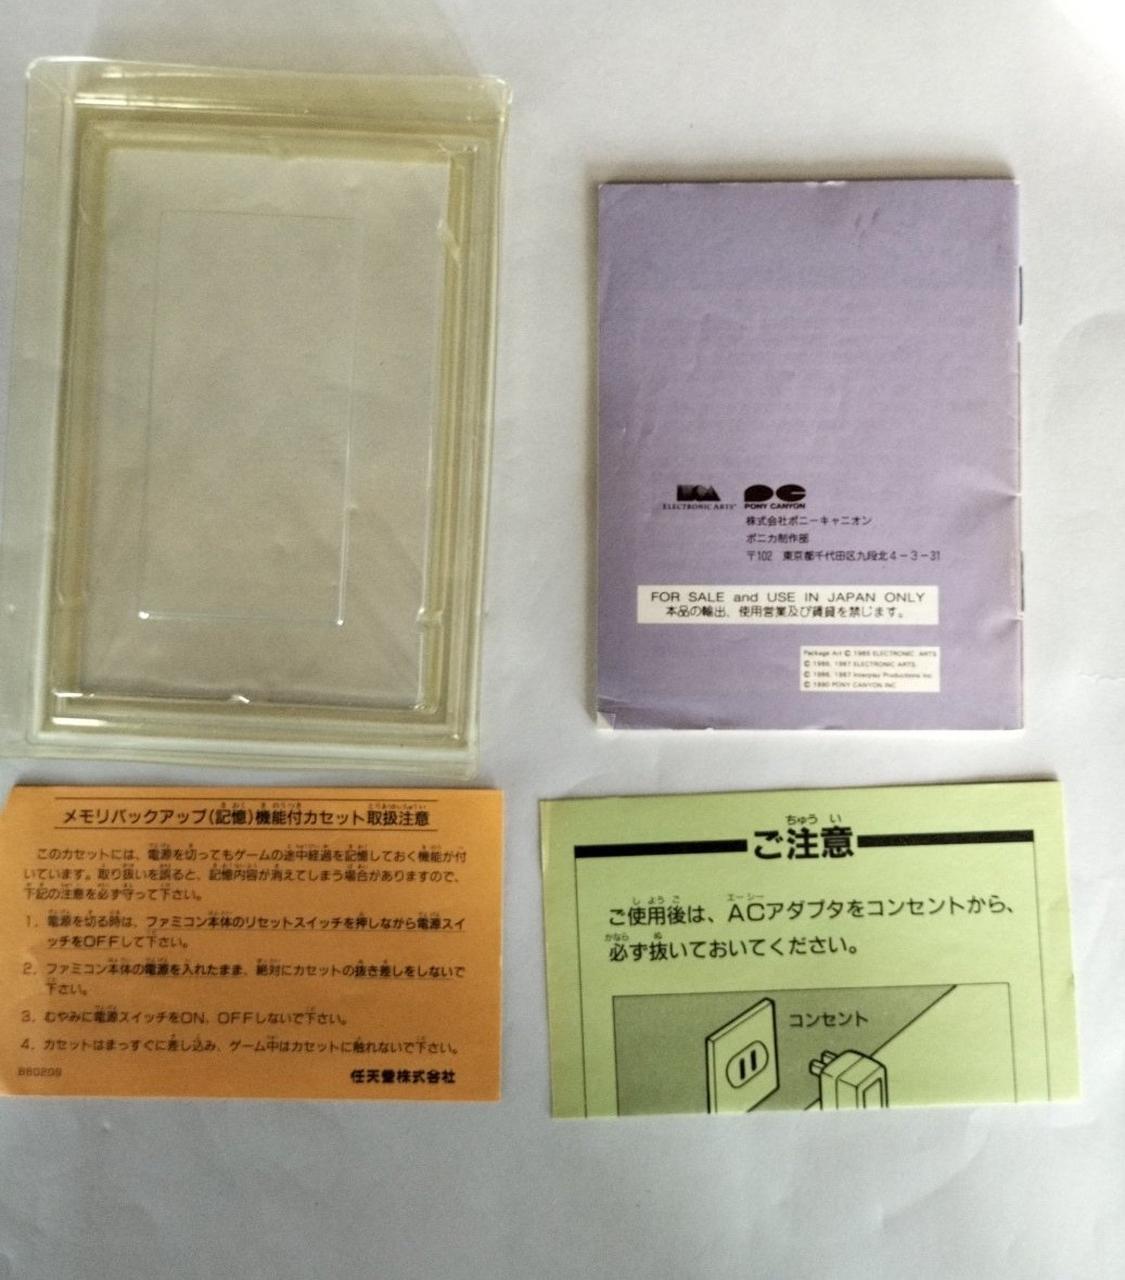 ELECTRONIC ARTS
PONY CANYON
株式会社ポニーキャニオン
ポニカ制作部
〒102 東京都千代田区九段北4-3-31
FOR SALE and USE IN JAPAN ONLY
本品の輸出、使用営業及び賃貸を禁じます。
Package Art © 1985 ELECTRONIC ARTS.
© 1986, 1987 ELECTRONIC ARTS.
© 1986, 1987 Interplay Productions Inc.
© 1990 PONY CANYON INC.
メモリバックアップ(記憶)機能付カセット取扱注意
このカセットには、電源を切ってもゲームの途中経過を記憶しておく機能が付
いています。取り扱いを誤ると、記憶内容が消えてしまう場合がありますので、
下記の注意を必ず守って下さい。
1. 電源を切る時は、ファミコン本体のリセットスイッチを押しながら電源スイ
ッチをOFFして下さい。
2. ファミコン本体の電源を入れたまま、絶対にカセットの抜き差しをしないで
下さい。
3. むやみに電源スイッチをON、OFFしないで下さい。
4. カセットはまっすぐに差し込み、ゲーム中はカセットに触れないで下さい。
任天堂株式会社
ちゅう い
ご注意
し よう ご エーシー
ご使用後は、ACアダプタをコンセントから、
かなら ぬ
必ず抜いておいてください。
コンセント